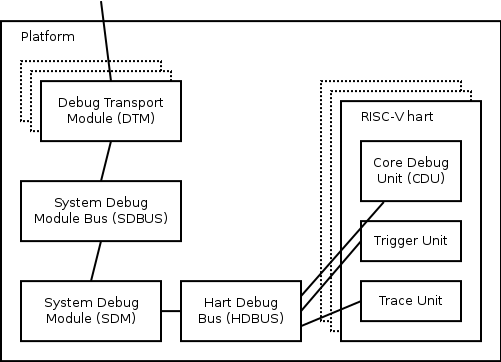 Platform
Debug Transport
Module (DTM)
RISC-V hart
Core Debug
Unit (CDU)
System Debug
Module Bus (SDBUS)
Trigger Unit
System Debug
Module (SDM)
Hart Debug
Bus (HDBUS)
Trace Unit